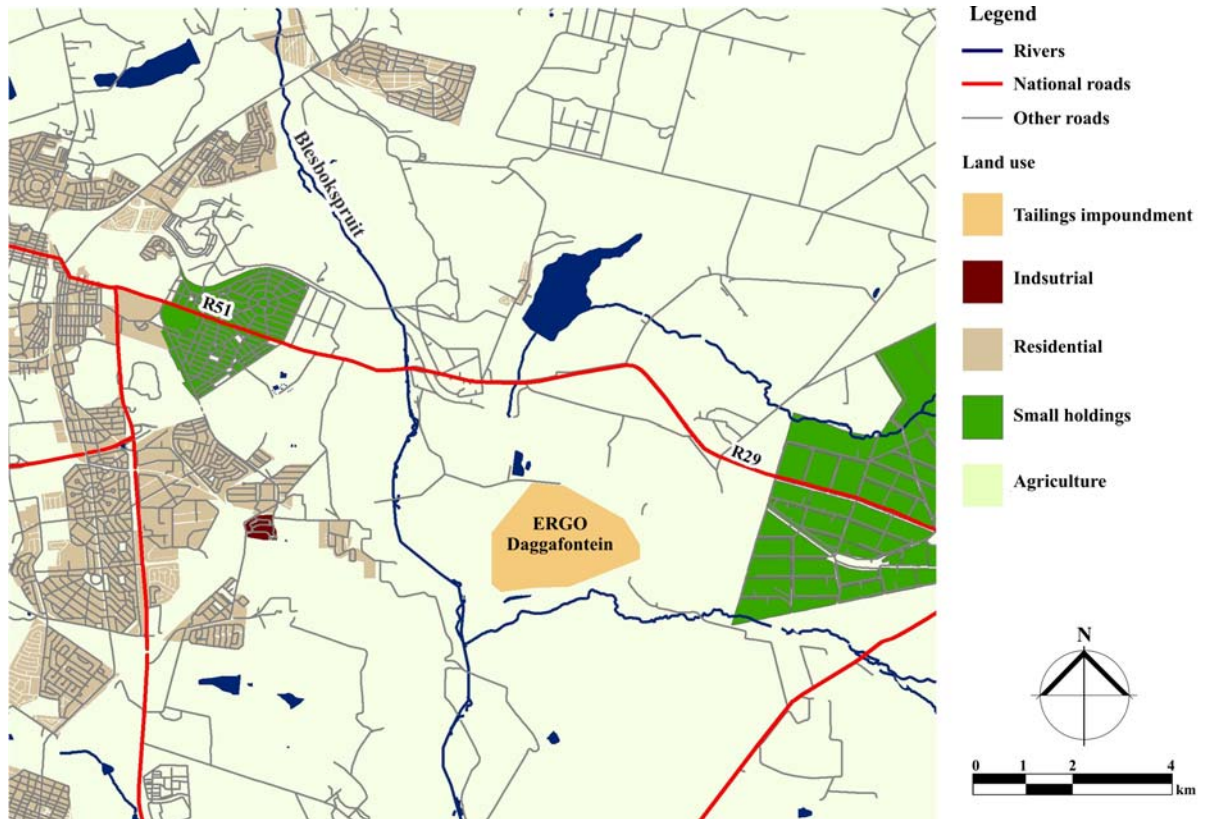 Legend
Rivers
National roads
Other roads
Land use
Tailings impoundment
Indsutrial
Residential
Small holdings
Agriculture
Blesbokspruit
R51
R29
ERGO
Daggafontein
N
0 1 2 4
km